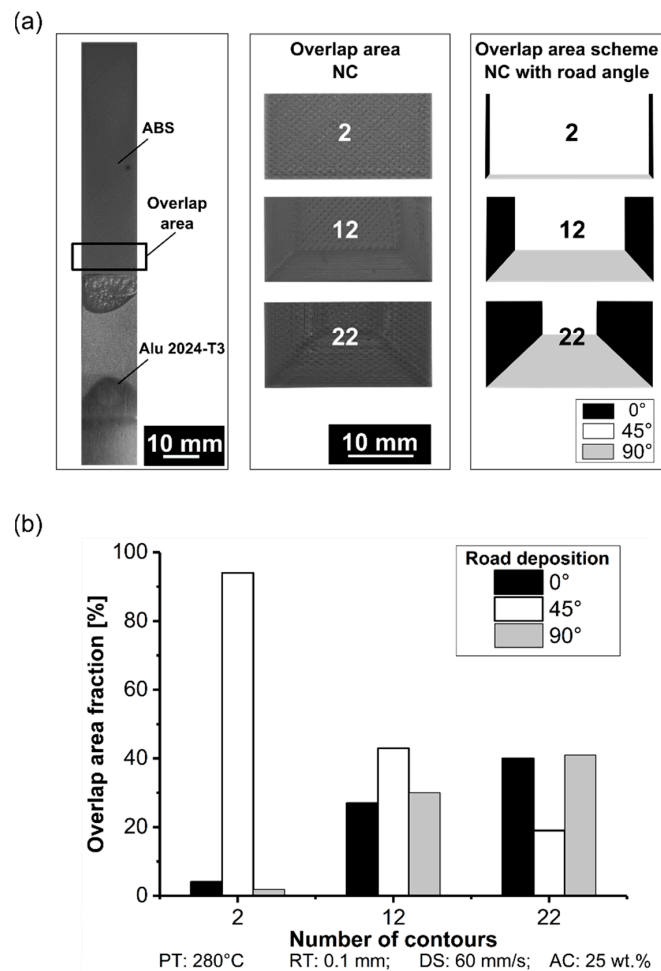 (a)
ABS
Overlap
area
Alu 2024-T3
10 mm
Overlap area
NC
2
12
22
10 mm
Overlap area scheme
NC with road angle
2
12
22
0°
45°
90°
(b)
Overlap area fraction [%]
100
80
60
40
20
0
Road deposition
0°
45°
90°
2
12
22
Number of contours
PT: 280°C RT: 0.1 mm; DS: 60 mm/s; AC: 25 wt.%